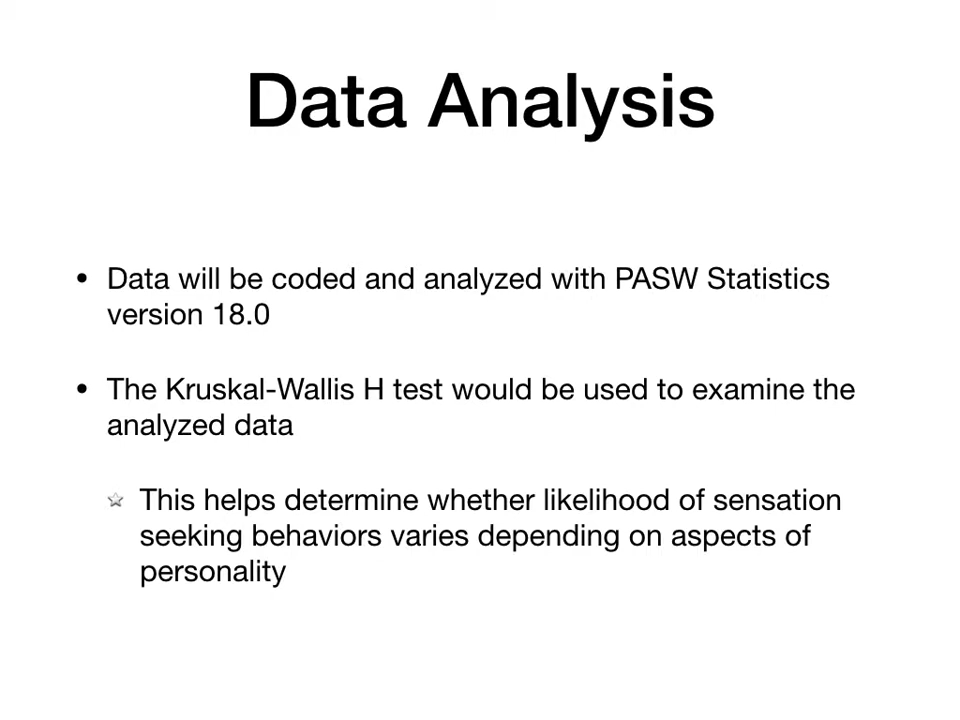 Data Analysis
• Data will be coded and analyzed with PASW Statistics
version 18.0
• The Kruskal-Wallis H test would be used to examine the
analyzed data
☆ This helps determine whether likelihood of sensation
seeking behaviors varies depending on aspects of
personality